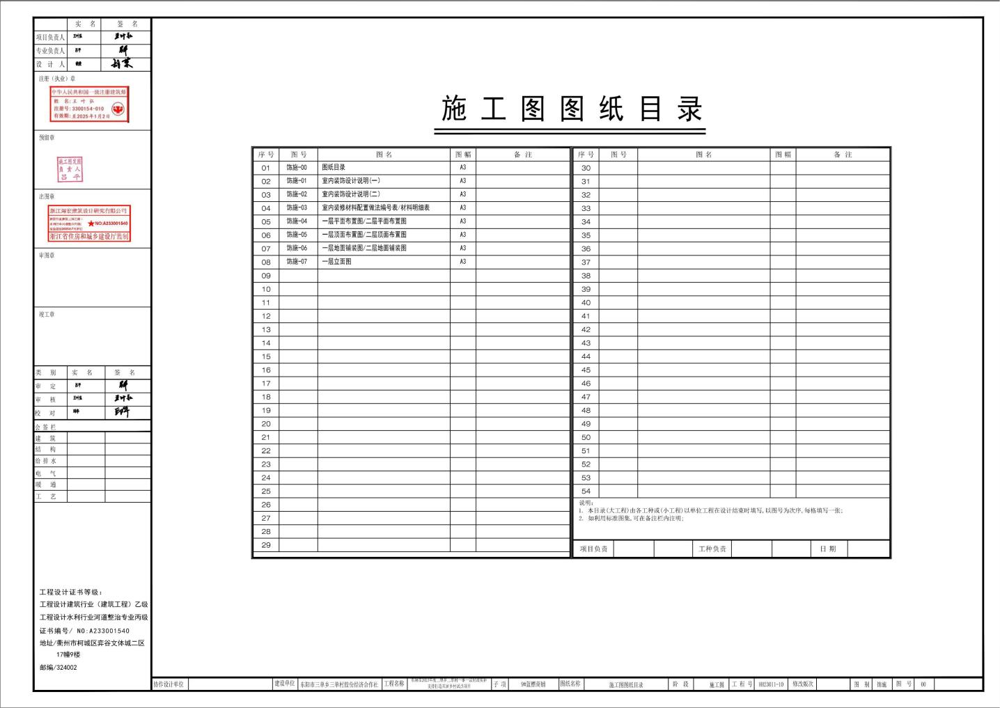 实 名 签 名
项目负责人
专业负责人
设 计 人
注册（执业）章
中华人民共和国一级注册建筑师
姓 名:王 叶 弘
注册号:3300154-010
有效期:至2025年1月2日
预留章
施工图发图
负 责 人
吕 平
出图章
浙江海宏建筑设计研究有限公司
NO:A233001540
浙江省住房和城乡建设厅监制
审图章
竣工章
类 别 实 名 签 名
审 定
审 核
校 对
会签栏
建 筑
结 构
给排水
电 气
暖 通
工 艺
工程设计证书等级：
工程设计建筑行业（建筑工程）乙级
工程设计水利行业河道整治专业丙级
证书编号/ NO:A233001540
地址/衢州市柯城区弈谷文体城二区
17幢9楼
邮编/324002
施工图图纸目录
序号 图号 图名 图幅 备注
01 饰施-00 图纸目录 A3
02 饰施-01 室内装饰设计说明(一) A3
03 饰施-02 室内装饰设计说明(二) A3
04 饰施-03 室内装修材料配置做法编号表/材料明细表 A3
05 饰施-04 一层平面布置图/二层平面布置图 A3
06 饰施-05 一层顶面布置图/二层顶面布置图 A3
07 饰施-06 一层地面铺装图/二层地面铺装图 A3
08 饰施-07 一层立面图 A3
09
10
11
12
13
14
15
16
17
18
19
20
21
22
23
24
25
26
27
28
29
序号 图号 图名 图幅 备注
30
31
32
33
34
35
36
37
38
39
40
41
42
43
44
45
46
47
48
49
50
51
52
53
54
说明:
1. 本目录(大工程)由各工种或(小工程)以单位工程在设计结束时填写,以图号为次序,每格填写一张;
2. 如利用标准图集,可在备注栏内注明;
项目负责 工种负责 日期
协作设计单位 建设单位 东阳市三单乡三单村股份经济合作社 工程名称 支持打造共富乡村试点项目 子 项 9#蓝膘商铺 图纸名称 施工图图纸目录 阶 段 施工图 工 程 号 HH23011-10 修改版次 图 别 饰施 图 号 00